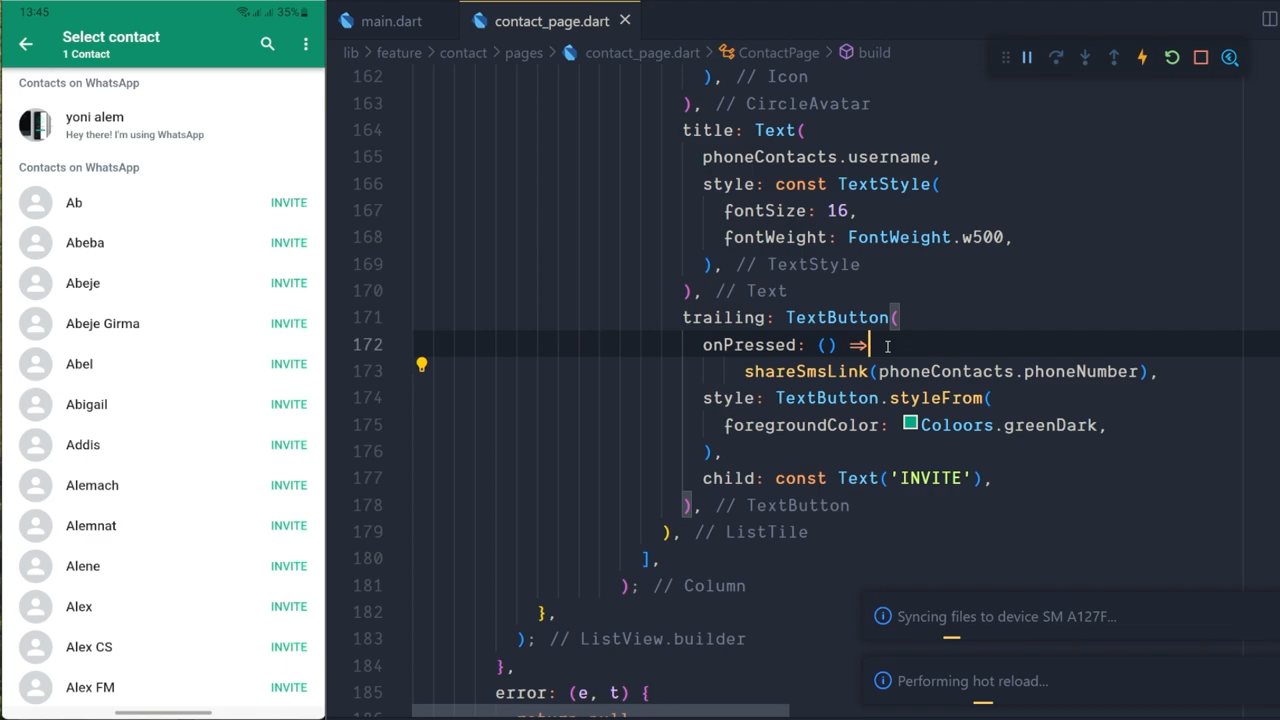 13:45
35%
Select contact
1 Contact
Contacts on WhatsApp
yoni alem
Hey there! I'm using WhatsApp
Contacts on WhatsApp
Ab INVITE
Abeba INVITE
Abeje INVITE
Abeje Girma INVITE
Abel INVITE
Abigail INVITE
Addis INVITE
Alemach INVITE
Alemnat INVITE
Alene INVITE
Alex INVITE
Alex CS INVITE
Alex FM INVITE
main.dart contact_page.dart
lib > feature > contact > pages > contact_page.dart > ContactPage > build
162 ), // Icon
163 ), // CircleAvatar
164 title: Text(
165 phoneContacts.username,
166 style: const TextStyle(
167 fontSize: 16,
168 fontWeight: FontWeight.w500,
169 ), // TextStyle
170 ), // Text
171 trailing: TextButton(
172 onPressed: () =>
173 shareSmsLink(phoneContacts.phoneNumber),
174 style: TextButton.styleFrom(
175 foregroundColor: Coloors.greenDark,
176 ),
177 child: const Text('INVITE'),
178 ), // TextButton
179 ), // ListTile
180 ],
181 ); // Column
182 },
183 ); // ListView.builder
184 },
185 error: (e, t) {
Syncing files to device SM A127F...
Performing hot reload...